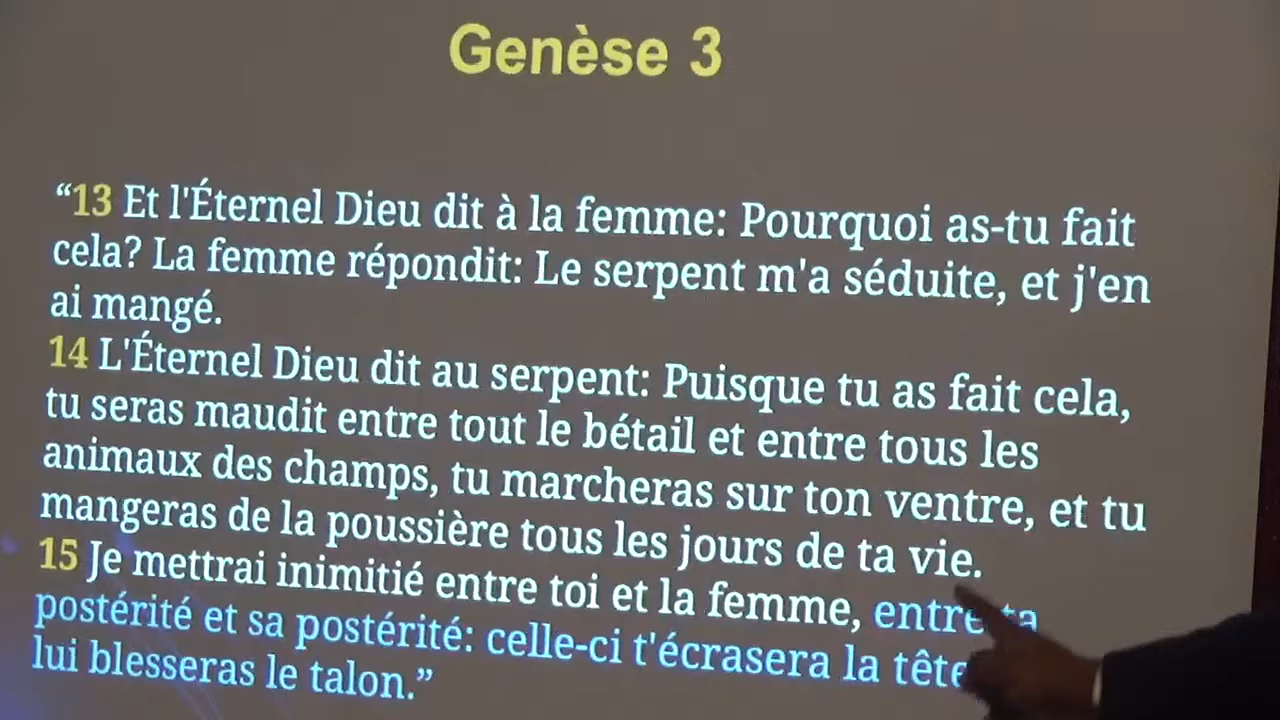 Genèse 3
“13 Et l'Éternel Dieu dit à la femme: Pourquoi as-tu fait
cela? La femme répondit: Le serpent m'a séduite, et j'en
ai mangé.
14 L'Éternel Dieu dit au serpent: Puisque tu as fait cela,
tu seras maudit entre tout le bétail et entre tous les
animaux des champs, tu marcheras sur ton ventre, et tu
mangeras de la poussière tous les jours de ta vie.
15 Je mettrai inimitié entre toi et la femme, entre ta
postérité et sa postérité: celle-ci t'écrasera la tête
lui blesseras le talon.”